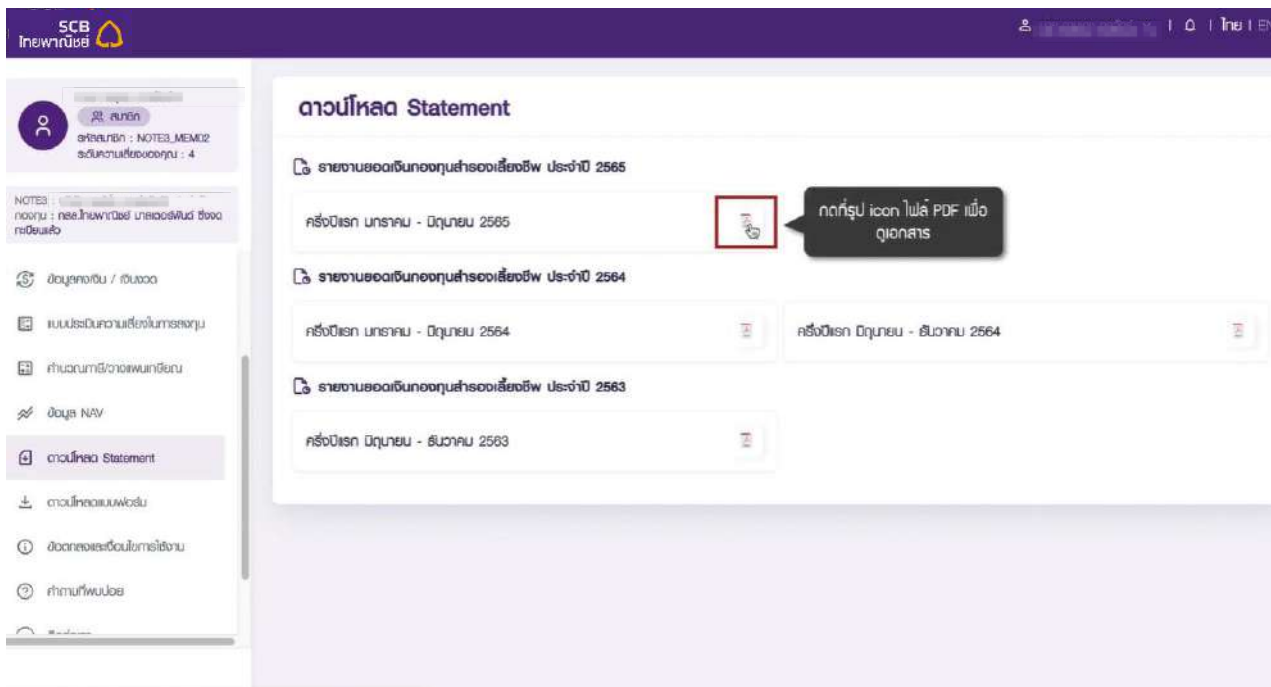 SCB
ไทยพาณิชย์
| ไทย | EN
สมาชิก
รหัสสมาชิก : NOTE3_MEM02
ระดับความเสี่ยงของคุณ : 4
NOTE3 :
กองทุน : กสช.ไทยพาณิชย์ มาสเตอร์ฟันด์ ซึ่งจด
ทะเบียนแล้ว
ข้อมูลคงเงิน / เงินงวด
แบบประเมินความเสี่ยงในการลงทุน
คำนวณภาษี/วางแผนเกษียณ
ข้อมูล NAV
ดาวน์โหลด Statement
ดาวน์โหลดแบบฟอร์ม
ข้อตกลงและเงื่อนไขการใช้งาน
คำถามที่พบบ่อย
ดาวน์โหลด Statement
รายงานยอดเงินกองทุนสำรองเลี้ยงชีพ ประจำปี 2565
ครึ่งปีแรก มกราคม - มิถุนายน 2565
กดที่รูป icon ไฟล์ PDF เพื่อ
ดูเอกสาร
รายงานยอดเงินกองทุนสำรองเลี้ยงชีพ ประจำปี 2564
ครึ่งปีแรก มกราคม - มิถุนายน 2564
ครึ่งปีแรก มิถุนายน - ธันวาคม 2564
รายงานยอดเงินกองทุนสำรองเลี้ยงชีพ ประจำปี 2563
ครึ่งปีแรก มิถุนายน - ธันวาคม 2563